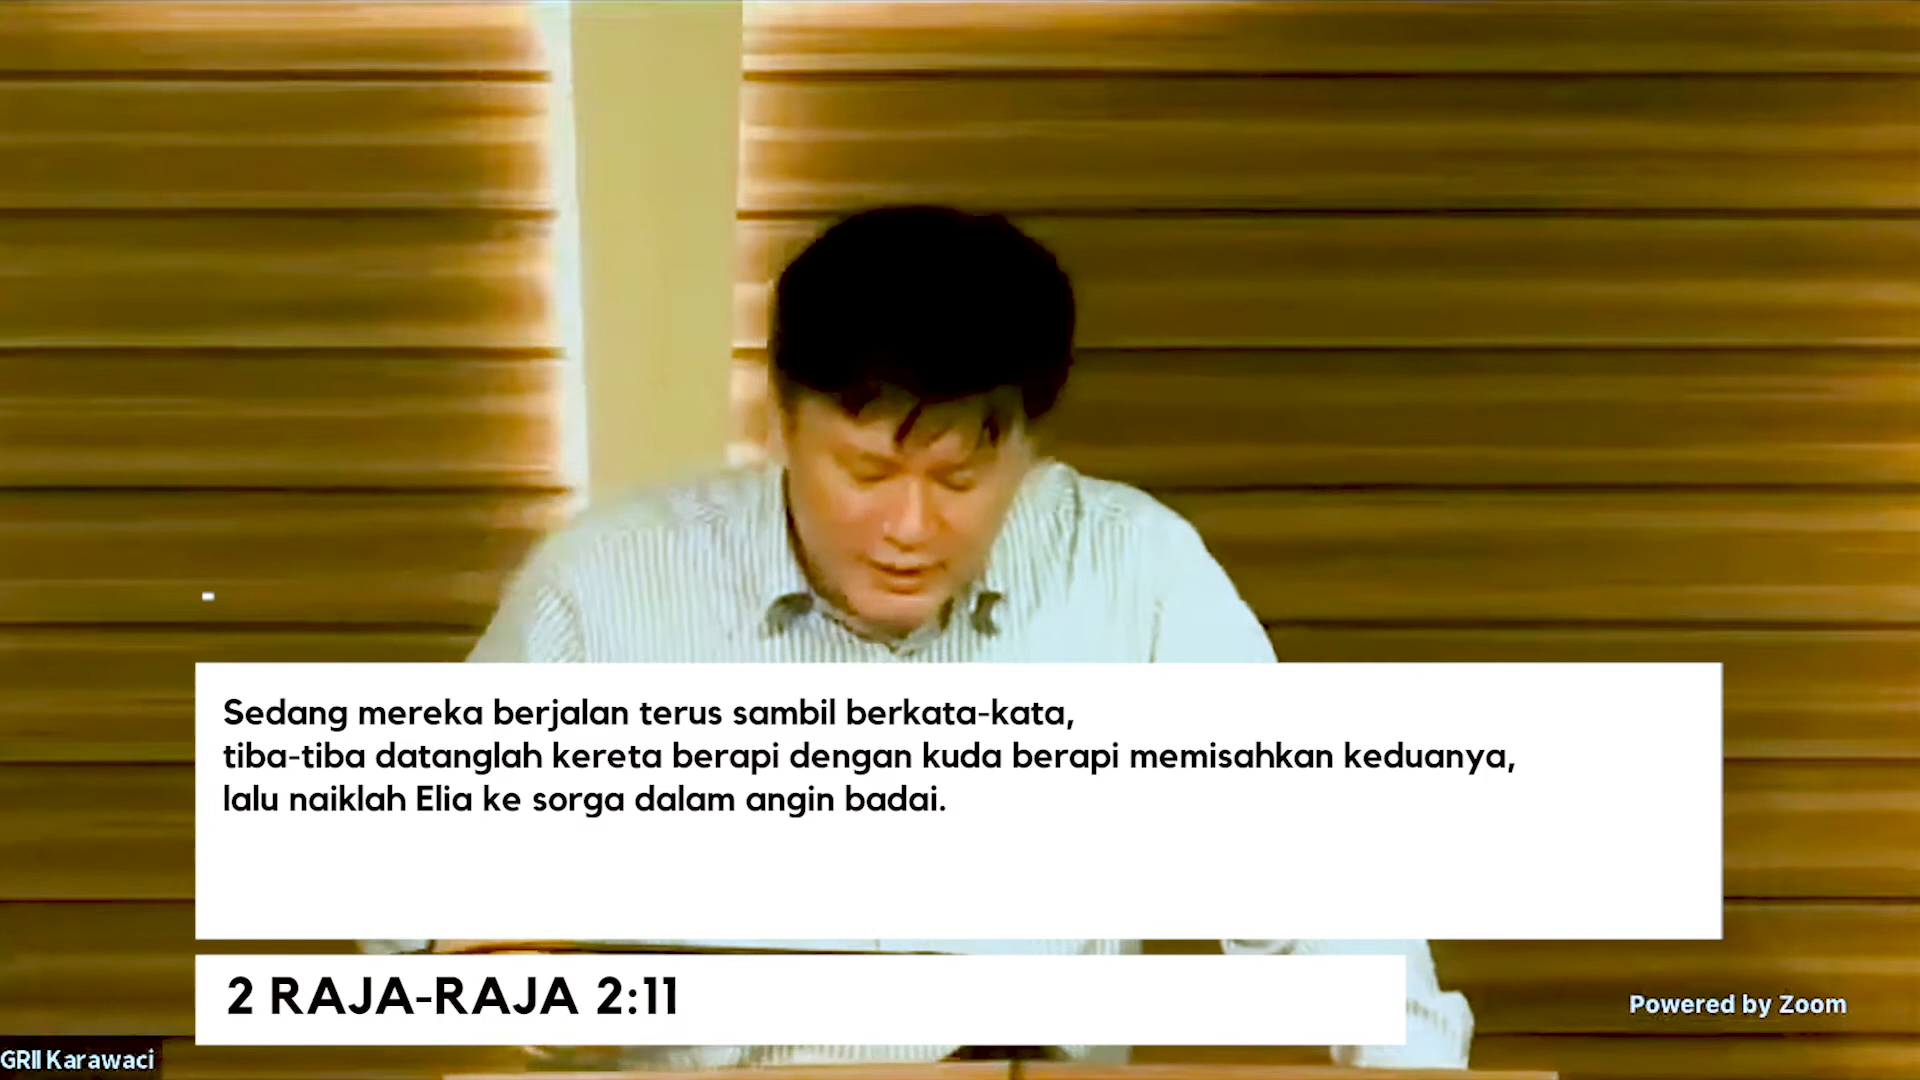 Sedang mereka berjalan terus sambil berkata-kata,
tiba-tiba datanglah kereta berapi dengan kuda berapi memisahkan keduanya,
lalu naiklah Elia ke sorga dalam angin badai.
2 RAJA-RAJA 2:11
Powered by Zoom
GRII Karawaci